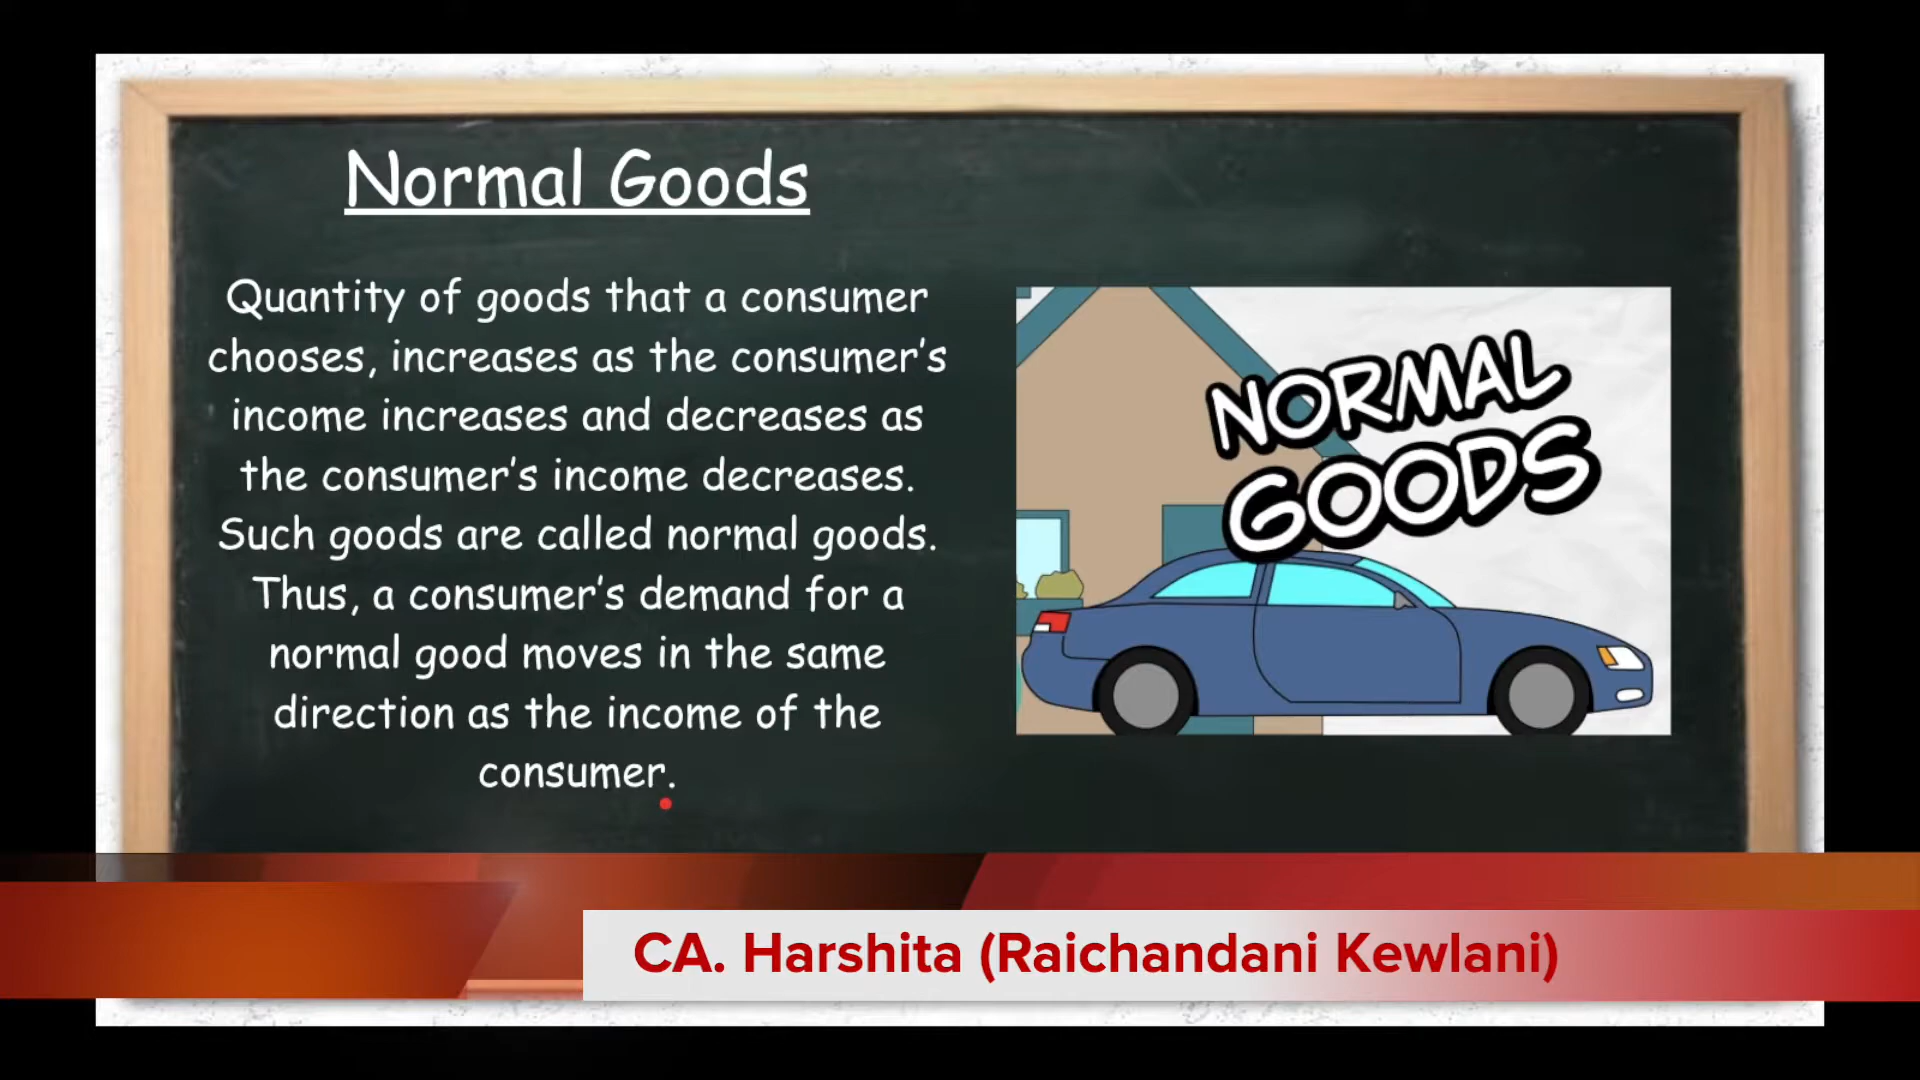 Normal Goods
Quantity of goods that a consumer
chooses, increases as the consumer's
income increases and decreases as
the consumer's income decreases.
Such goods are called normal goods.
Thus, a consumer's demand for a
normal good moves in the same
direction as the income of the
consumer.
NORMAL
GOODS
CA. Harshita (Raichandani Kewlani)